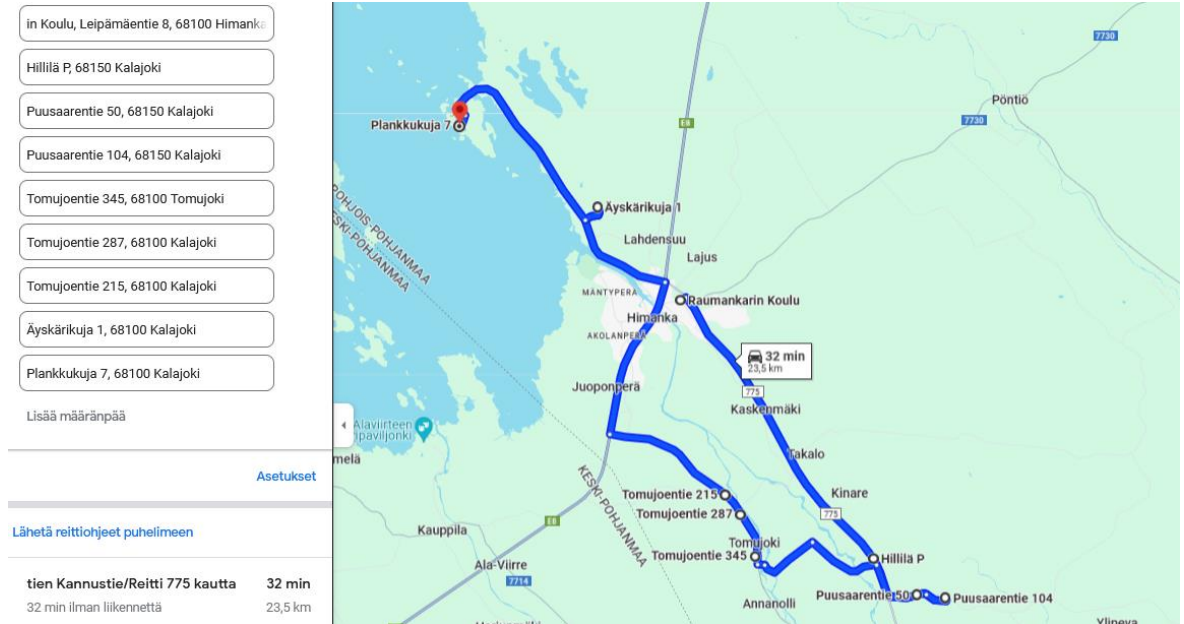 in Koulu, Leipämäentie 8, 68100 Himanka
Hillilä P, 68150 Kalajoki
Puusaarentie 50, 68150 Kalajoki
Puusaarentie 104, 68150 Kalajoki
Tomujoentie 345, 68100 Tomujoki
Tomujoentie 287, 68100 Kalajoki
Tomujoentie 215, 68100 Kalajoki
Äyskärikuja 1, 68100 Kalajoki
Plankkukuja 7, 68100 Kalajoki
Lisää määränpää
Asetukset
Lähetä reittiohjeet puhelimeen
tien Kannustie/Reitti 775 kautta 32 min
32 min ilman liikennettä 23,5 km
7730
Pöntiö
7730
E8
Plankkukuja 7
POHJOIS-POHJANMAA
KESKI-POHJANMAA
Äyskärikuja 1
Lahdensuu
Lajus
MÄNTYPERÄ
Raumankarin Koulu
Himanka
AKOLANPERÄ
32 min
23,5 km
Juoponperä
775
Kaskenmäki
Alaviirteen
ripaviljonki
melä
Takalo
KESKI-POHJANMAA
Tomujoentie 215
Kinare
Tomujoentie 287
775
E8
Kauppila
Tomujoki
Tomujoentie 345
Hillilä P
Ala-Viirre
7714
Annanolli
Puusaarentie 50
Puusaarentie 104
Ylipeva